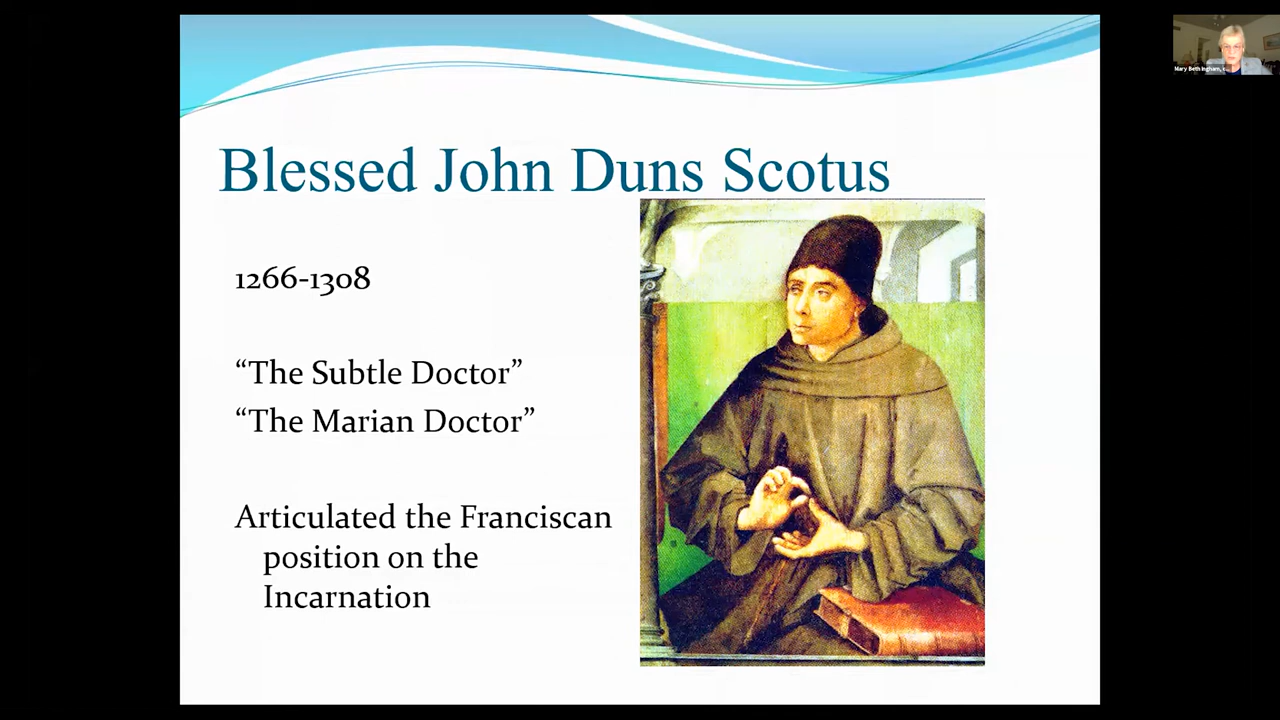 Mary Beth Ingham, c
Blessed John Duns Scotus
1266-1308
“The Subtle Doctor”
“The Marian Doctor”
Articulated the Franciscan
position on the
Incarnation